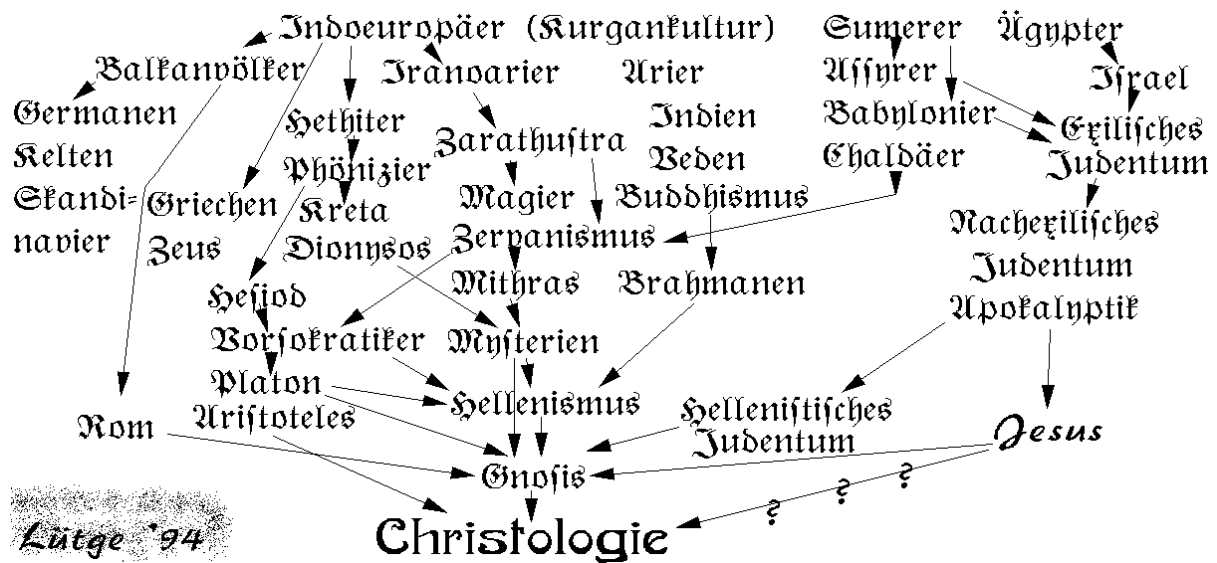 Indoeuropäer (Kurgankultur)
Sumerer
Ägypter
Balkanvölker
Iranoarier
Arier
Assyrer
Israel
Germanen
Hethiter
Indien
Babylonier
Exilisches
Kelten
Zarathustra
Veden
Chaldäer
Judentum
Phönizier
Skandi=
Griechen
Kreta
Magier
Buddhismus
Nachexilisches
navier
Zeus
Dionysos
Zervanismus
Judentum
Hesiod
Mithras
Brahmanen
Apokalyptik
Vorsokratiker
Mysterien
Platon
Hellenismus
Aristoteles
Hellenistisches
Rom
Judentum
Jesus
Gnosis
? ? ?
Christologie
Lütge '94